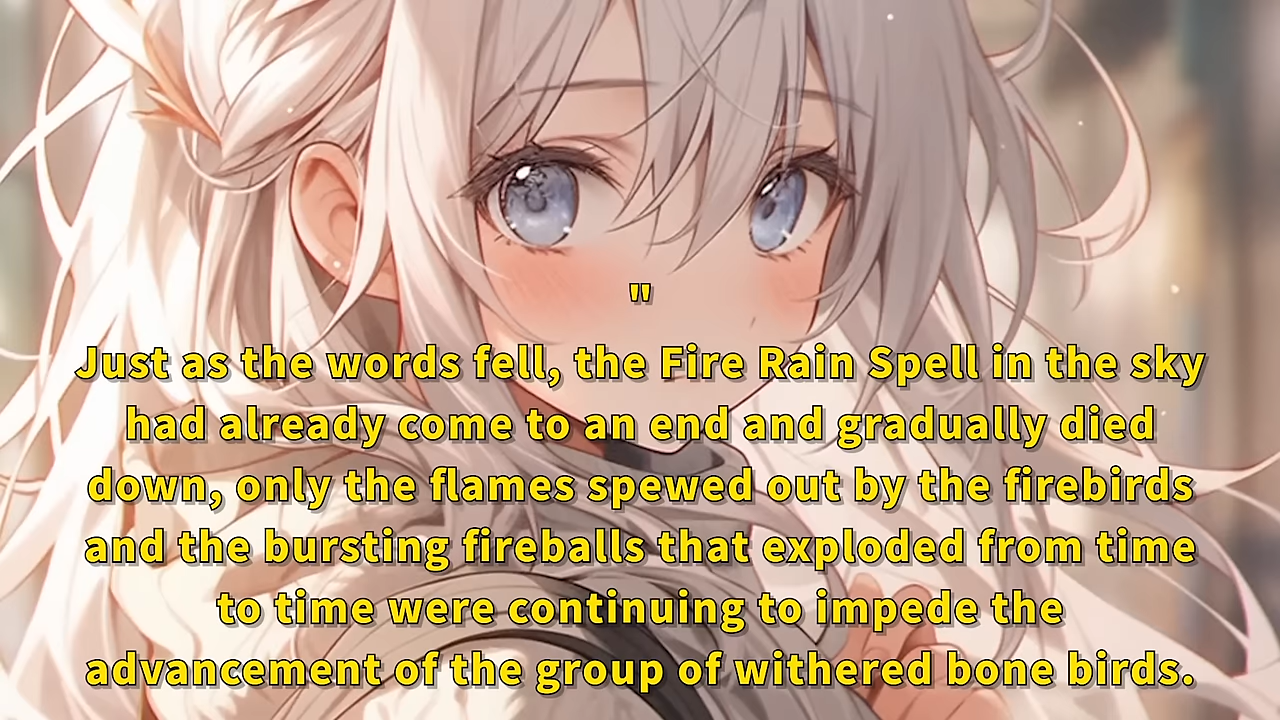 "
Just as the words fell, the Fire Rain Spell in the sky
had already come to an end and gradually died
down, only the flames spewed out by the firebirds
and the bursting fireballs that exploded from time
to time were continuing to impede the
advancement of the group of withered bone birds.